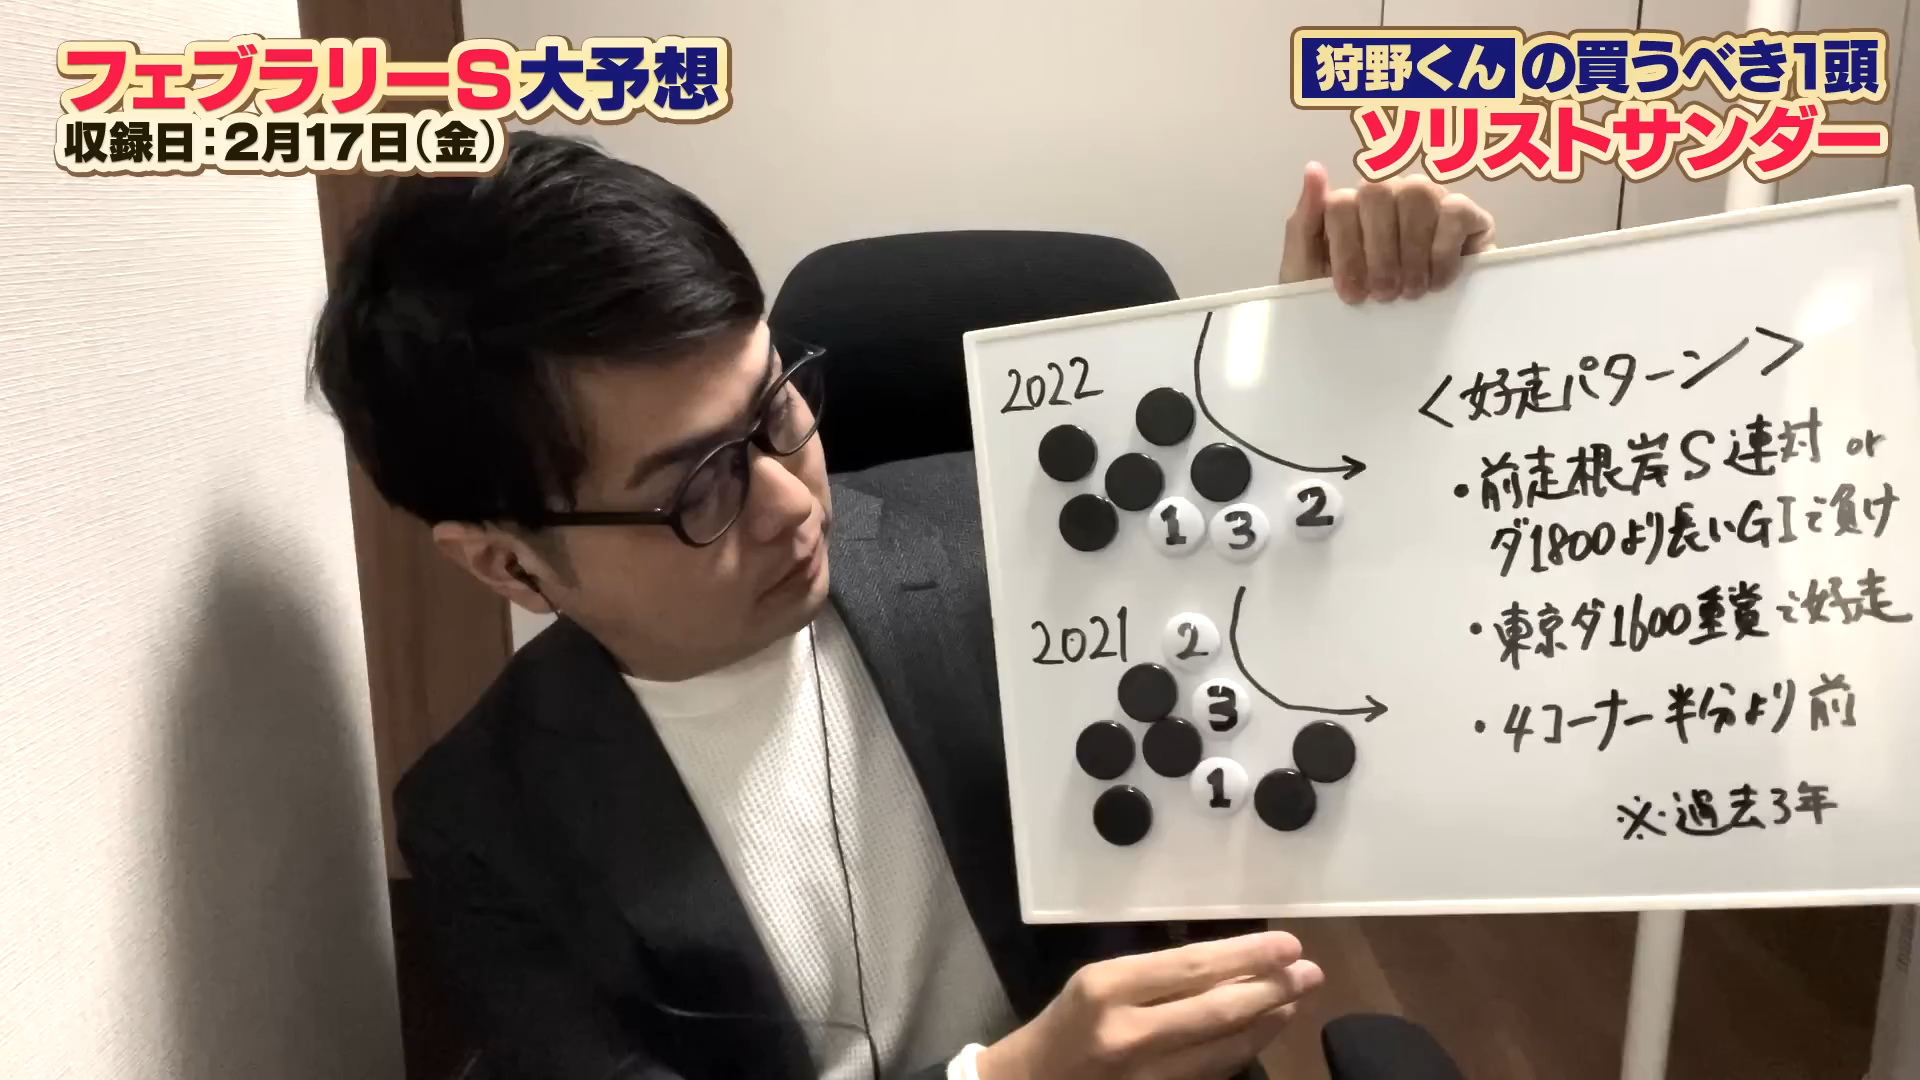 フェブラリーS大予想
収録日：2月17日（金）
狩野くんの買うべき1頭
ソリストサンダー
2022
1
3
2
2021
2
3
1
＜好走パターン＞
・前走根岸S連対 or
ダ1800より長いGIで負け
・東京ダ1600重賞で好走
・4コーナー半分より前
※過去3年